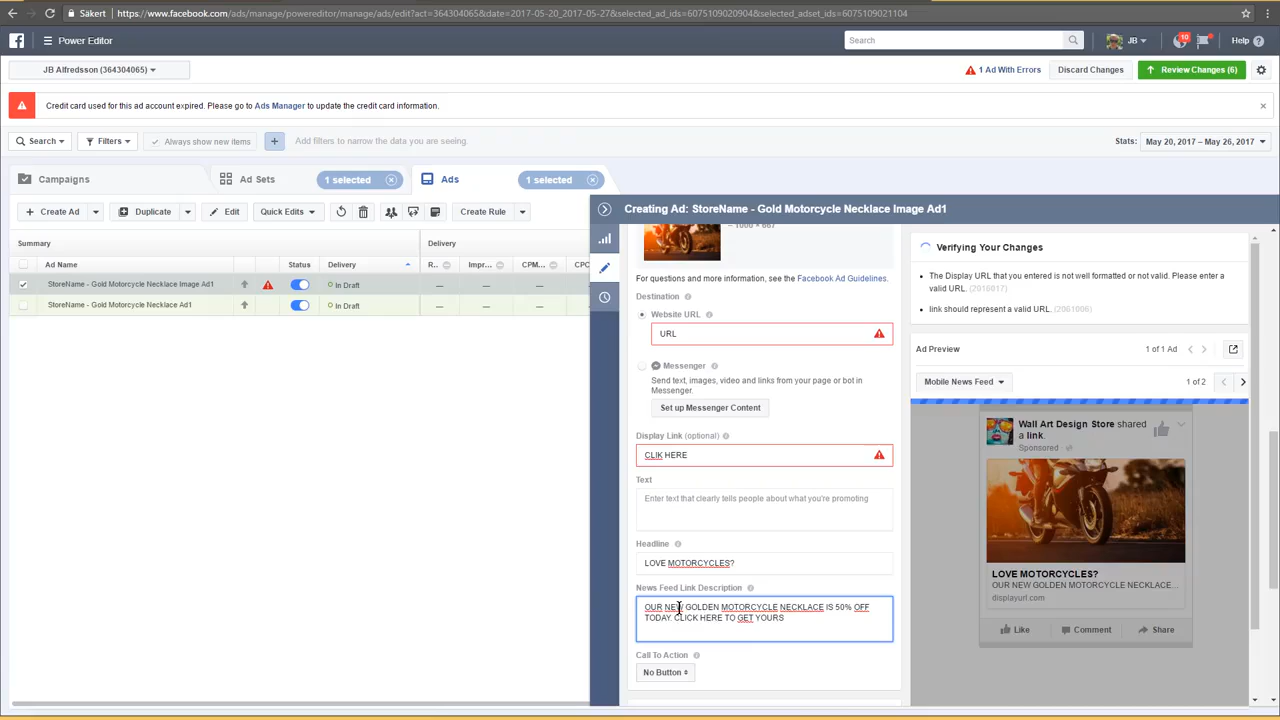 Säkert
https://www.facebook.com/ads/manage/powereditor/manage/ads/edit?act=364304065&date=2017-05-20_2017-05-27&selected_ad_ids=6075109020904&selected_adset_ids=6075109021104
Power Editor
Search
JB
10
Help
JB Alfredsson (364304065)
1 Ad With Errors
Discard Changes
Review Changes (6)
Credit card used for this ad account expired. Please go to Ads Manager to update the credit card information.
Search
Filters
Always show new items
Add filters to narrow the data you are seeing.
Stats:
May 20, 2017 – May 26, 2017
Campaigns
Ad Sets
1 selected
Ads
1 selected
Create Ad
Duplicate
Edit
Quick Edits
Create Rule
Summary
Delivery
Ad Name
Status
Delivery
R...
Impr...
CPM...
CPC
StoreName - Gold Motorcycle Necklace Image Ad1
In Draft
StoreName - Gold Motorcycle Necklace Ad1
In Draft
Creating Ad: StoreName - Gold Motorcycle Necklace Image Ad1
– 1000 × 667
For questions and more information, see the Facebook Ad Guidelines.
Destination
Website URL
URL
Messenger
Send text, images, video and links from your page or bot in
Messenger.
Set up Messenger Content
Display Link (optional)
CLIK HERE
Text
Enter text that clearly tells people about what you're promoting
Headline
LOVE MOTORCYCLES?
News Feed Link Description
OUR NEW GOLDEN MOTORCYCLE NECKLACE IS 50% OFF
TODAY. CLICK HERE TO GET YOURS
Call To Action
No Button
Verifying Your Changes
The Display URL that you entered is not well formatted or not valid. Please enter a
valid URL. (2016017)
link should represent a valid URL. (2061006)
Ad Preview
1 of 1 Ad
Mobile News Feed
1 of 2
Wall Art Design Store shared
a link.
Sponsored
LOVE MOTORCYCLES?
OUR NEW GOLDEN MOTORCYCLE NECKLACE...
displayurl.com
Like
Comment
Share